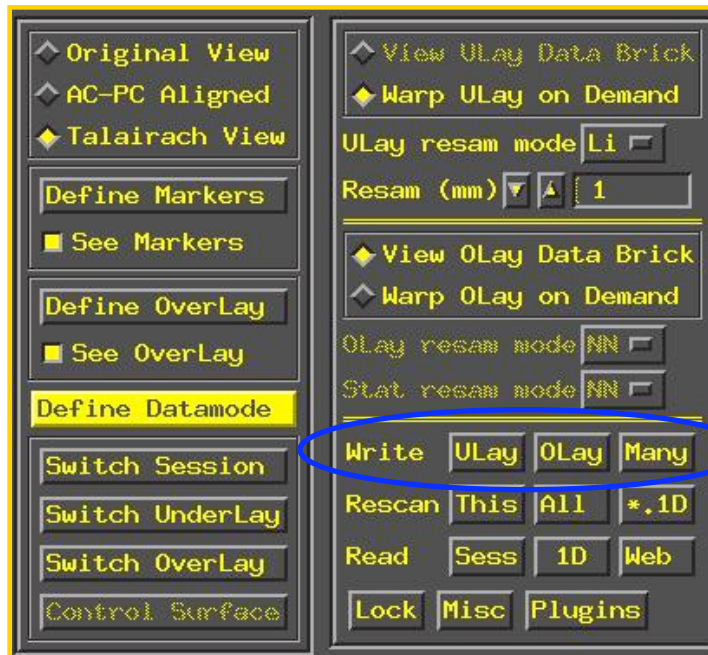 Original View
AC-PC Aligned
Talairach View
Define Markers
See Markers
Define OverLay
See OverLay
Define Datamode
Switch Session
Switch UnderLay
Switch OverLay
Control Surface
View ULay Data Brick
Warp ULay on Demand
ULay resam mode Li
Resam (mm) 1
View OLay Data Brick
Warp OLay on Demand
OLay resam mode NN
Stat resam mode NN
Write ULay OLay Many
Rescan This All *.1D
Read Sess 1D Web
Lock Misc Plugins